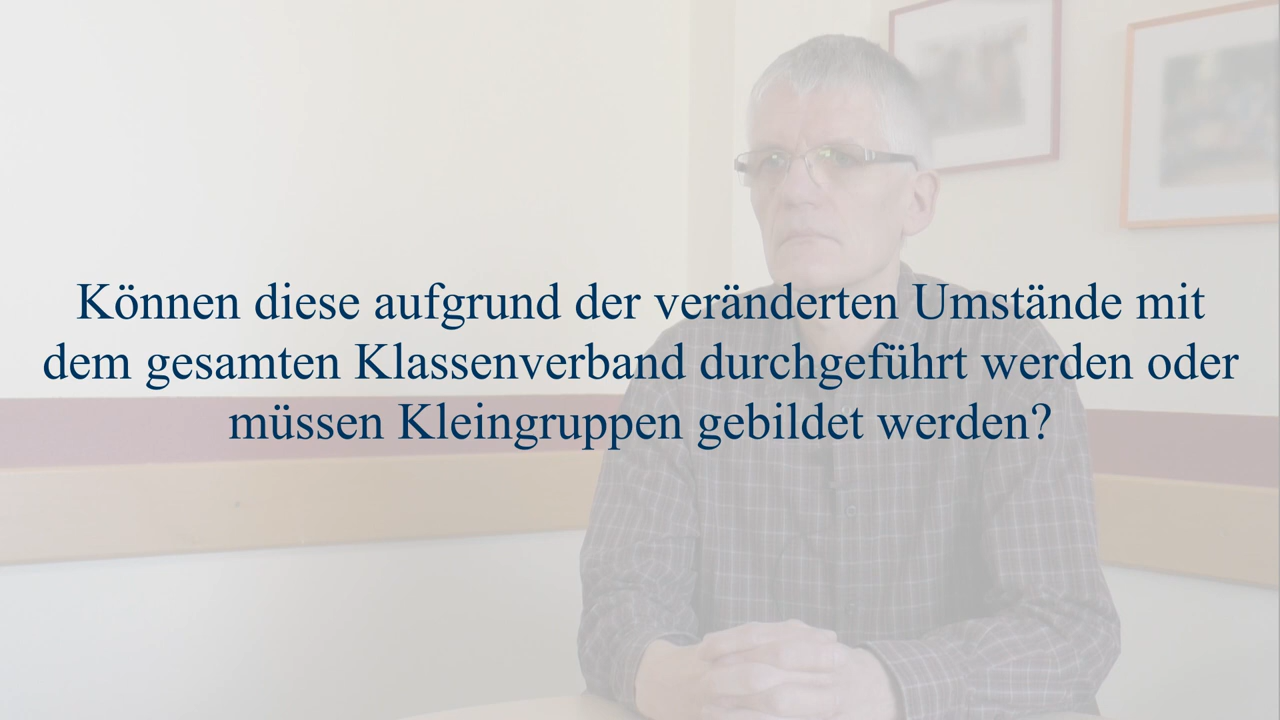 Können diese aufgrund der veränderten Umstände mit
dem gesamten Klassenverband durchgeführt werden oder
müssen Kleingruppen gebildet werden?